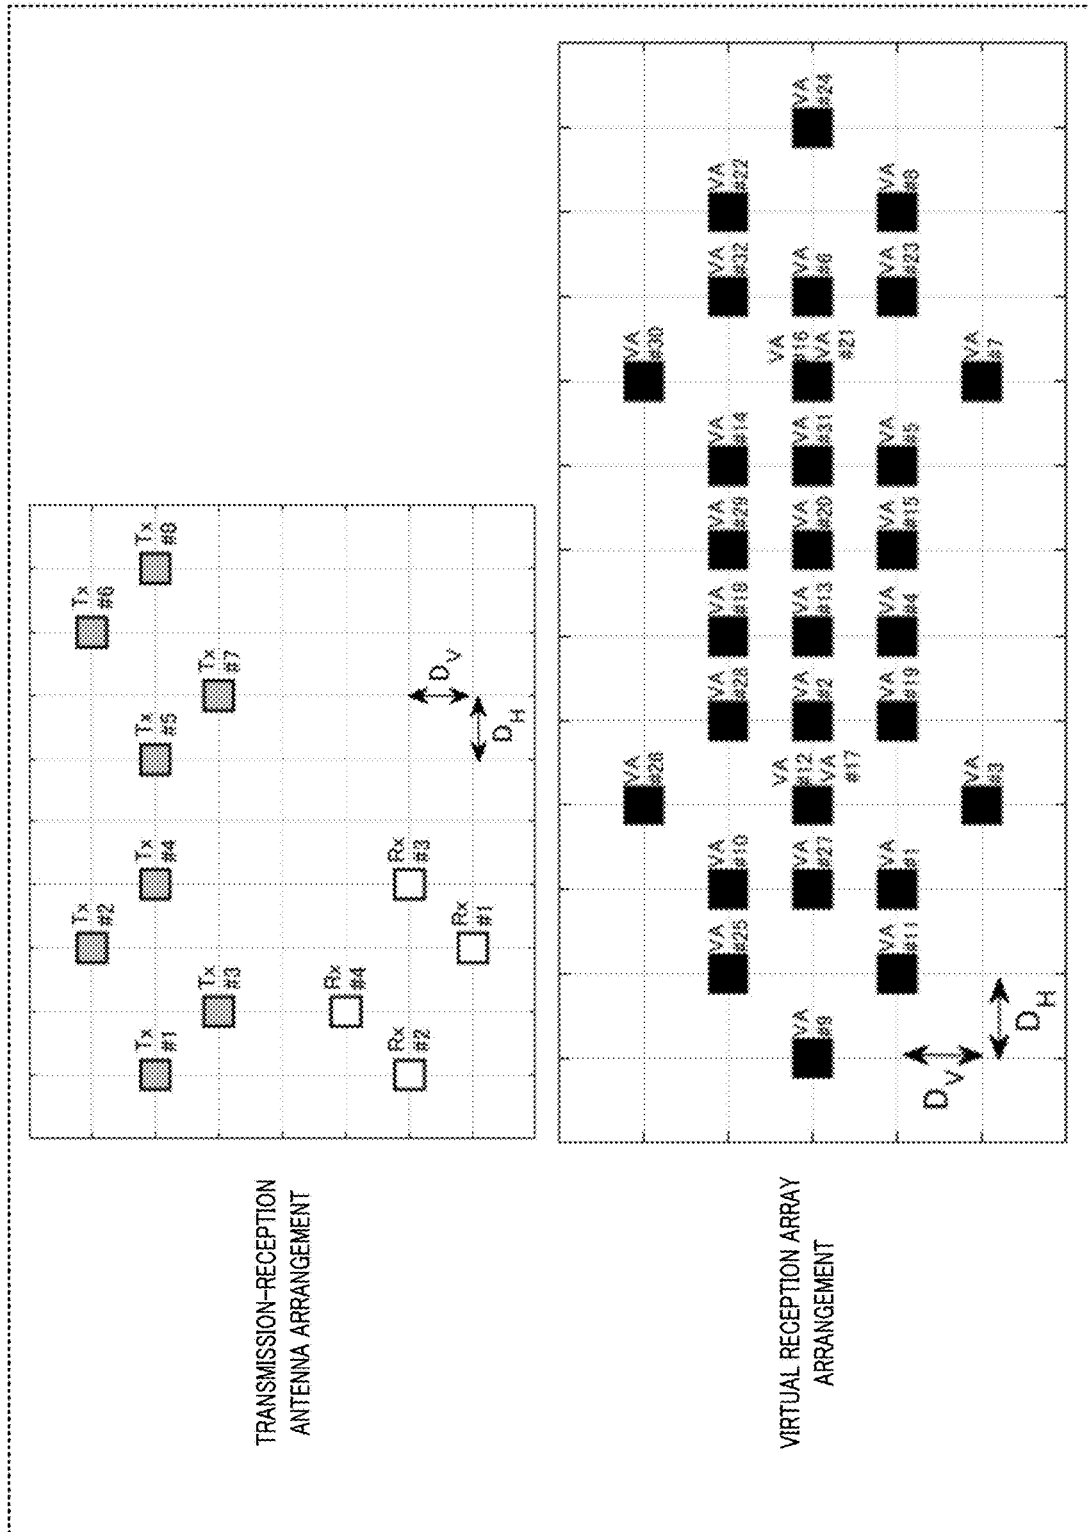 TRANSMISSION-RECEPTION
ANTENNA ARRANGEMENT
Tx
#2
Tx
#6
Tx
#1
Tx
#4
Tx
#5
Tx
#8
Tx
#3
Tx
#7
Rx
#4
Rx
#2
Rx
#3
Rx
#1
DV
DH
VIRTUAL RECEPTION ARRAY
ARRANGEMENT
VA
#26
VA
#30
VA
#25
VA
#10
VA
#28
VA
#18
VA
#29
VA
#14
VA
#32
VA
#22
VA
#9
VA
#27
VA
#12
VA
#17
VA
#2
VA
#13
VA
#20
VA
#31
VA
#16
VA
#21
VA
#6
VA
#24
VA
#11
VA
#1
VA
#19
VA
#4
VA
#15
VA
#5
VA
#23
VA
#8
VA
#3
VA
#7
DV
DH